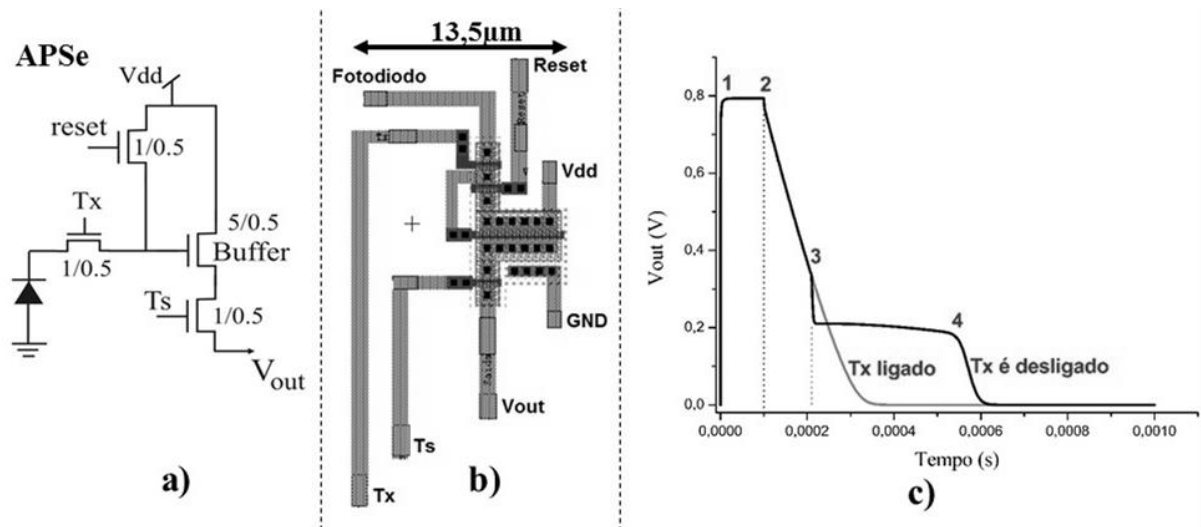 APSe
Vdd
reset
1/0.5
Tx
1/0.5
5/0.5
Buffer
Ts
1/0.5
Vout
a)
13,5µm
Fotodiodo
Reset
Reset
Tx
Vdd
GND
Vout
Ts
Tx
b)
Vout (V)
0,8
0,6
0,4
0,2
0,0
1
2
3
4
Tx ligado
Tx é desligado
0,0000
0,0002
0,0004
0,0006
0,0008
0,0010
Tempo (s)
c)